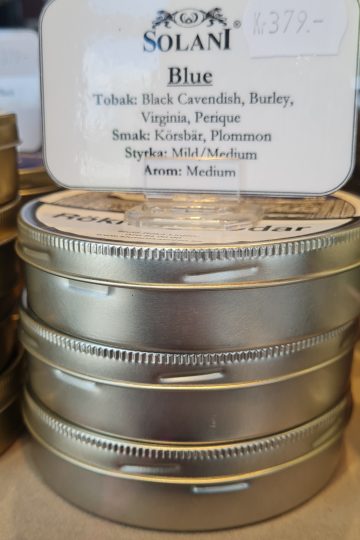 SOLANI
Kr 379.-
Blue
Tobak: Black Cavendish, Burley,
Virginia, Perique
Smak: Körsbär, Plommon
Styrka: Mild/Medium
Arom: Medium